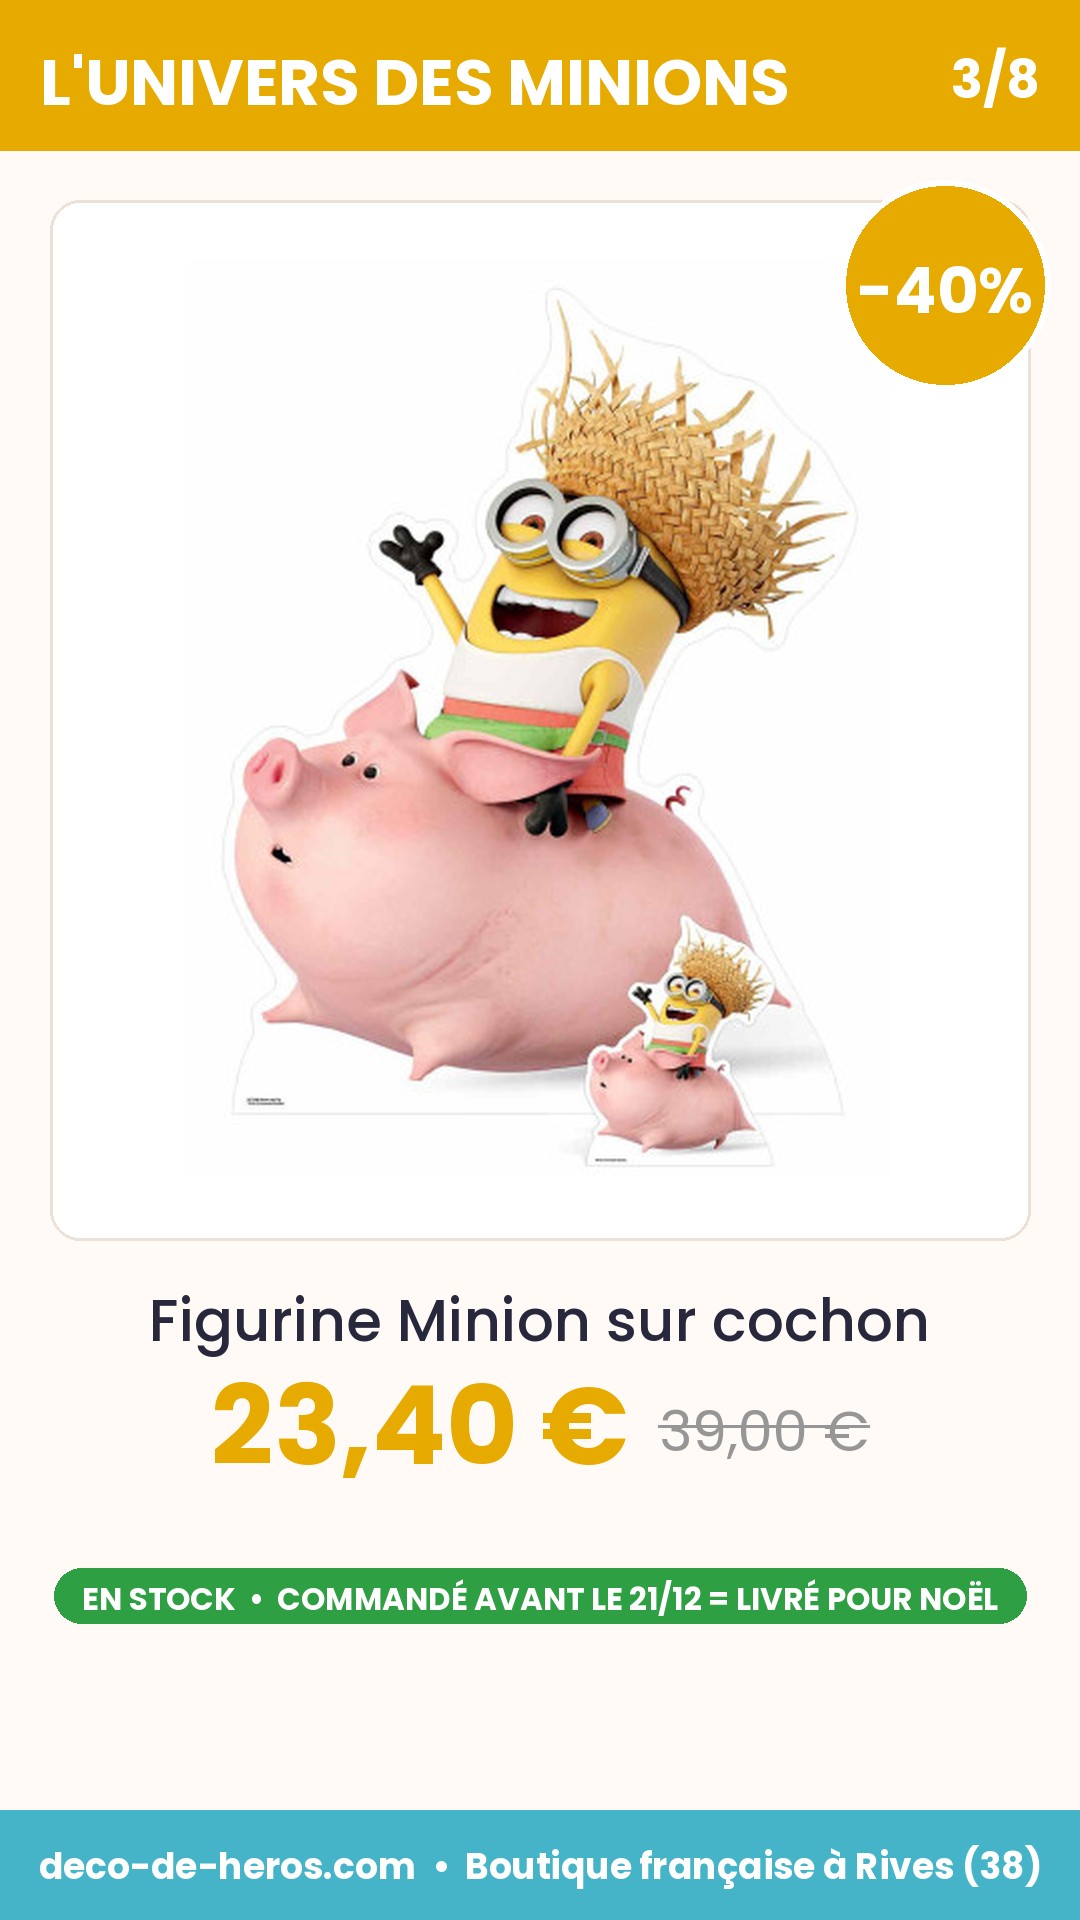 L'UNIVERS DES MINIONS
3/8
-40%
Figurine Minion sur cochon
23,40 € 39,00 €
EN STOCK • COMMANDÉ AVANT LE 21/12 = LIVRÉ POUR NOËL
deco-de-heros.com • Boutique française à Rives (38)